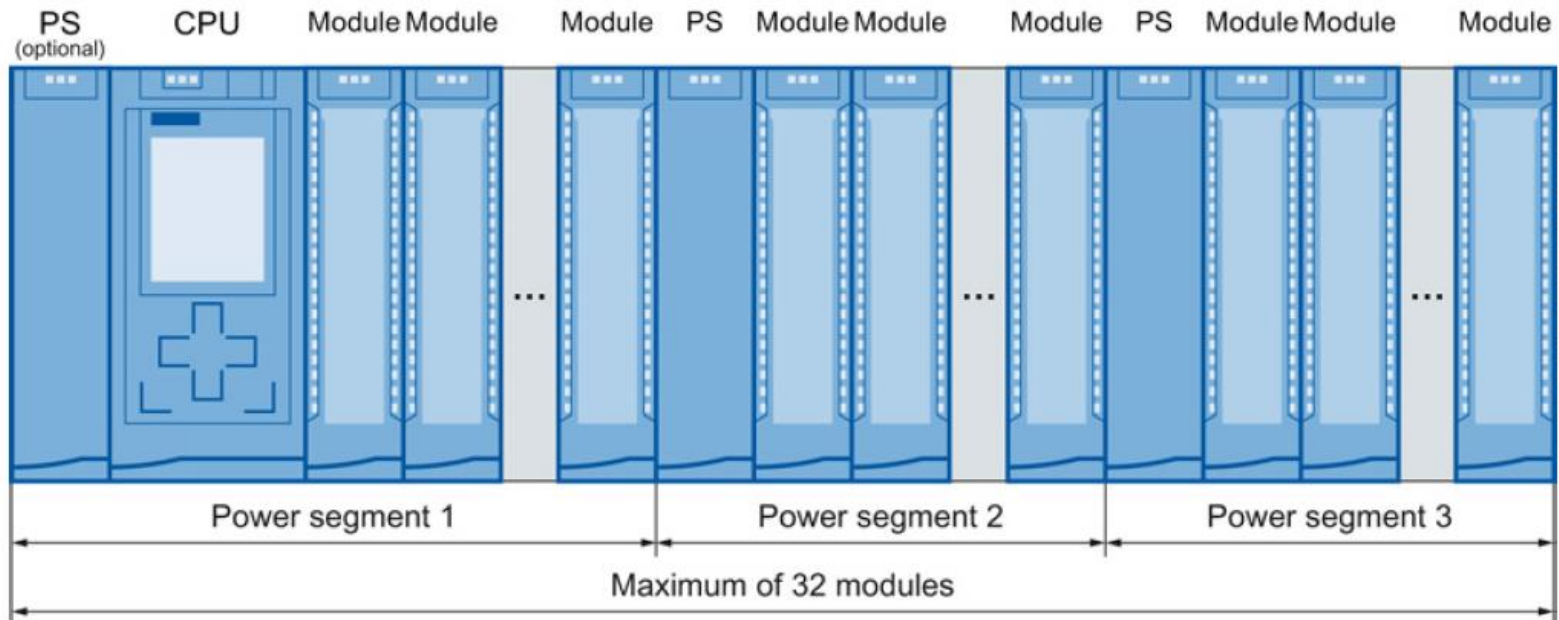 PS CPU Module Module Module PS Module Module Module PS Module Module Module
(optional)
... ... ...
Power segment 1 Power segment 2 Power segment 3
Maximum of 32 modules